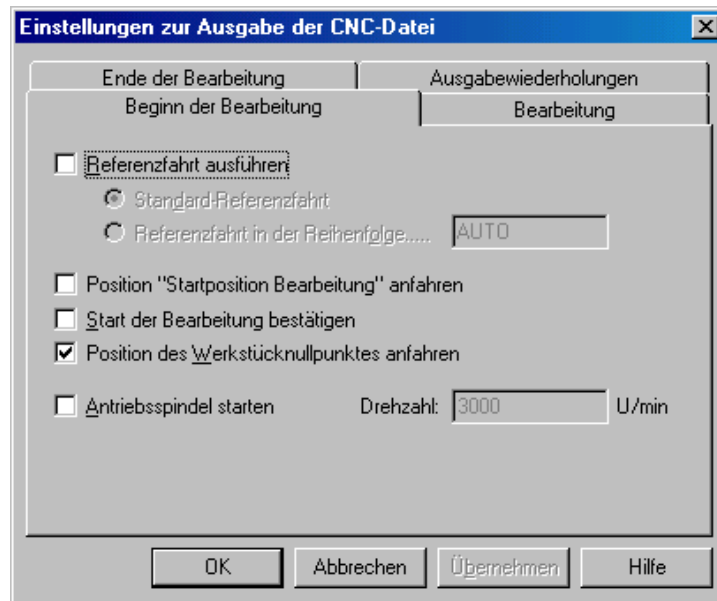 Einstellungen zur Ausgabe der CNC-Datei
Ende der Bearbeitung
Ausgabewiederholungen
Beginn der Bearbeitung
Bearbeitung
Referenzfahrt ausführen
Standard-Referenzfahrt
Referenzfahrt in der Reihenfolge..... AUTO
Position "Startposition Bearbeitung" anfahren
Start der Bearbeitung bestätigen
Position des Werkstücknullpunktes anfahren
Antriebsspindel starten Drehzahl: 3000 U/min
OK Abbrechen Übernehmen Hilfe